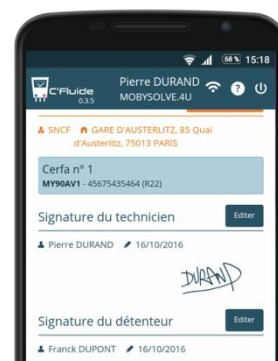 68 % 15:18
C'Fluide
0.3.5
Pierre DURAND
MOBYSOLVE.4U
?
SNCF GARE D'AUSTERLITZ, 85 Quai
d'Austerlitz, 75013 PARIS
Cerfa n° 1
MY90AV1 - 45675435464 (R22)
Signature du technicien Editer
Pierre DURAND 16/10/2016
DURAND
Signature du détenteur Editer
Franck DUPONT 16/10/2016